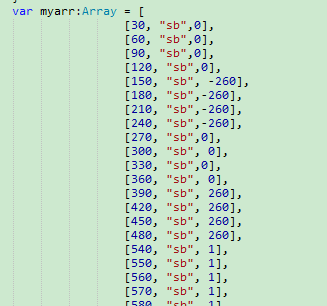 var myarr:Array = [
[30, "sb",0],
[60, "sb",0],
[90, "sb",0],
[120, "sb",0],
[150, "sb", -260],
[180, "sb",-260],
[210, "sb",-260],
[240, "sb",-260],
[270, "sb",0],
[300, "sb", 0],
[330, "sb",0],
[360, "sb", 0],
[390, "sb", 260],
[420, "sb", 260],
[450, "sb", 260],
[480, "sb", 260],
[540, "sb", 1],
[550, "sb", 1],
[560, "sb", 1],
[570, "sb", 1],
[580, "sb", 1],